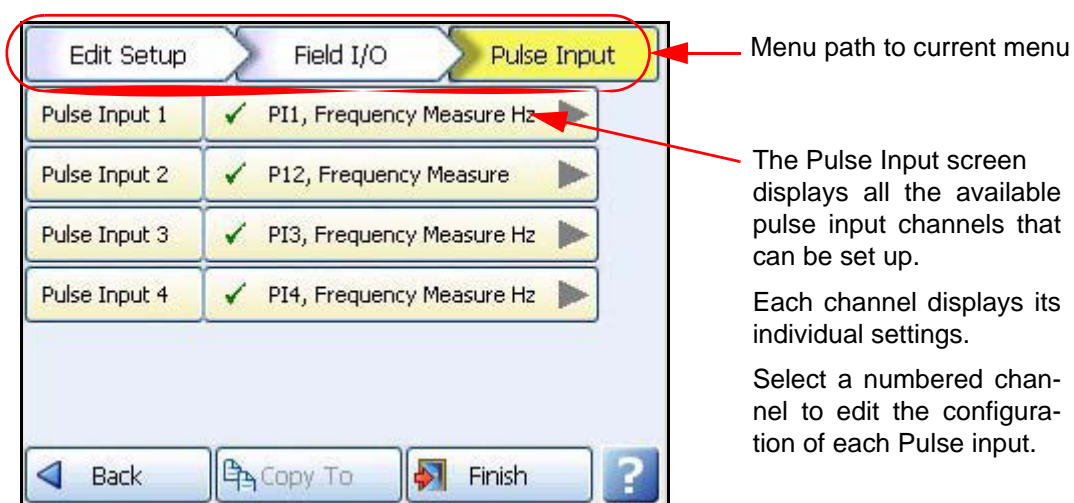 Edit Setup Field I/O Pulse Input
Menu path to current menu
Pulse Input 1 ✓ PI1, Frequency Measure Hz
Pulse Input 2 ✓ P12, Frequency Measure
Pulse Input 3 ✓ PI3, Frequency Measure Hz
Pulse Input 4 ✓ PI4, Frequency Measure Hz
The Pulse Input screen
displays all the available
pulse input channels that
can be set up.
Each channel displays its
individual settings.
Select a numbered chan-
nel to edit the configura-
tion of each Pulse input.
Back Copy To Finish ?